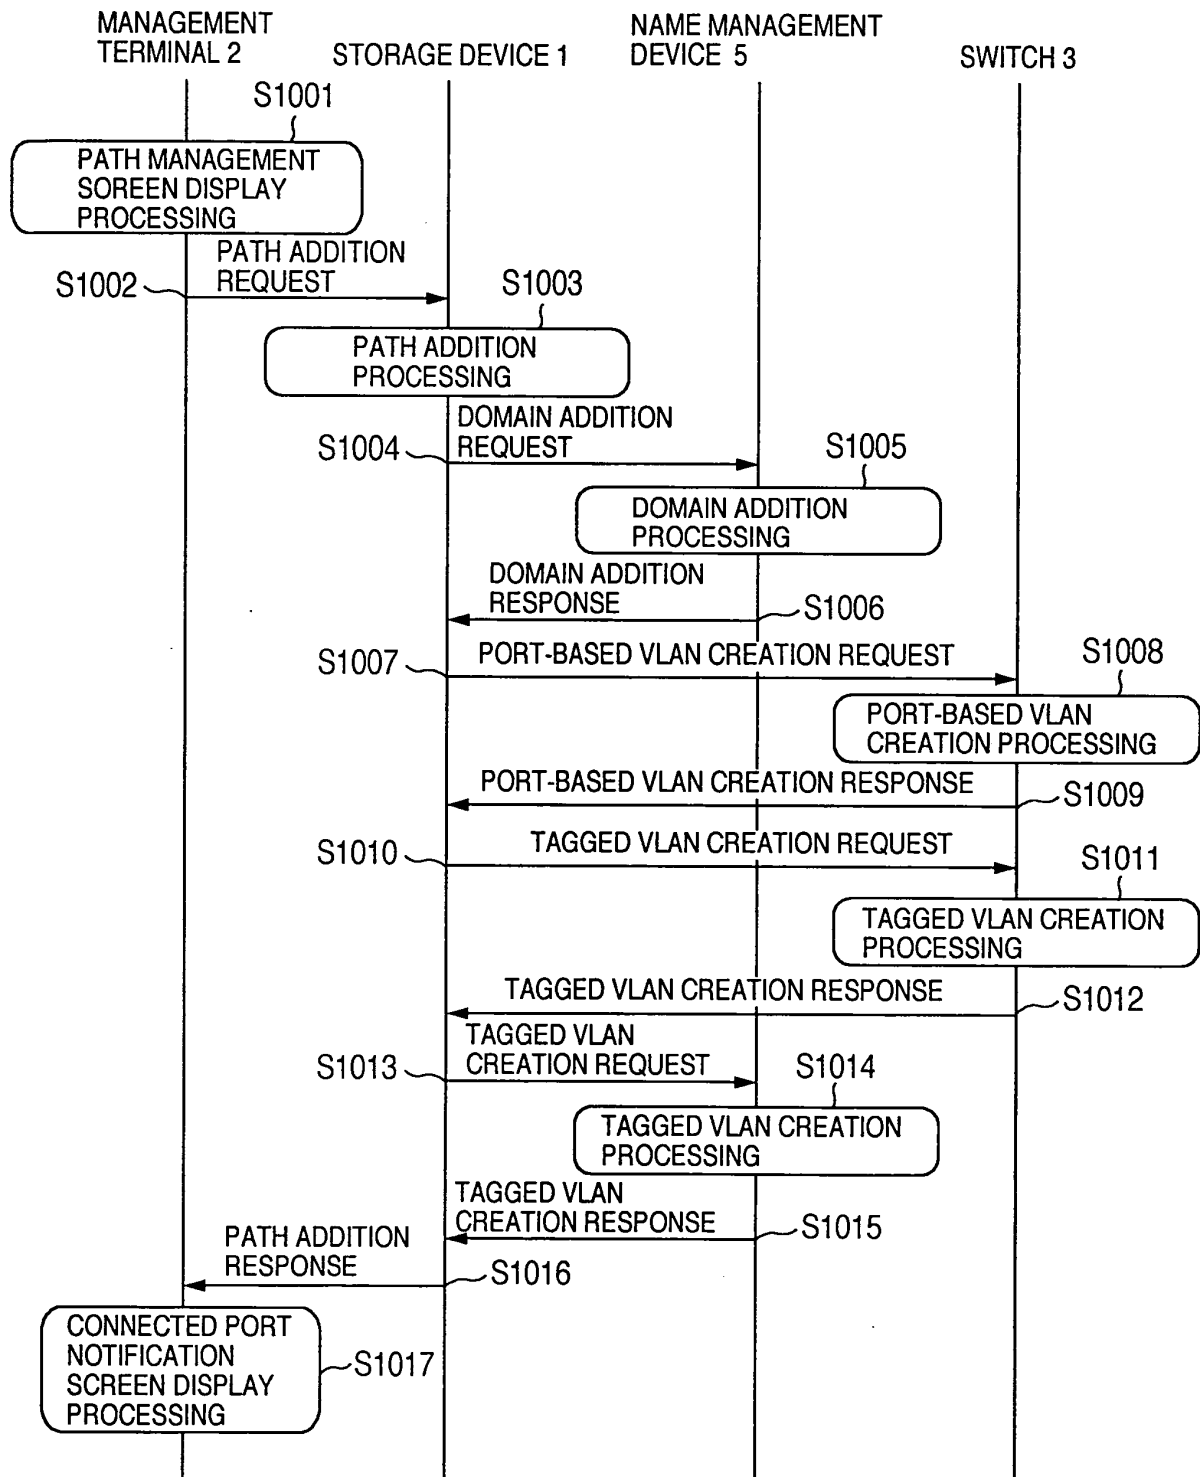 MANAGEMENT
TERMINAL 2
STORAGE DEVICE 1
NAME MANAGEMENT
DEVICE 5
SWITCH 3
S1001
PATH MANAGEMENT
SOREEN DISPLAY
PROCESSING
PATH ADDITION
REQUEST
S1002
S1003
PATH ADDITION
PROCESSING
DOMAIN ADDITION
REQUEST
S1004
S1005
DOMAIN ADDITION
PROCESSING
DOMAIN ADDITION
RESPONSE
S1006
PORT-BASED VLAN CREATION REQUEST
S1007
S1008
PORT-BASED VLAN
CREATION PROCESSING
PORT-BASED VLAN CREATION RESPONSE
S1009
TAGGED VLAN CREATION REQUEST
S1010
S1011
TAGGED VLAN CREATION
PROCESSING
TAGGED VLAN CREATION RESPONSE
S1012
TAGGED VLAN
CREATION REQUEST
S1013
S1014
TAGGED VLAN CREATION
PROCESSING
TAGGED VLAN
CREATION RESPONSE
S1015
PATH ADDITION
RESPONSE
S1016
CONNECTED PORT
NOTIFICATION
SCREEN DISPLAY
PROCESSING
S1017